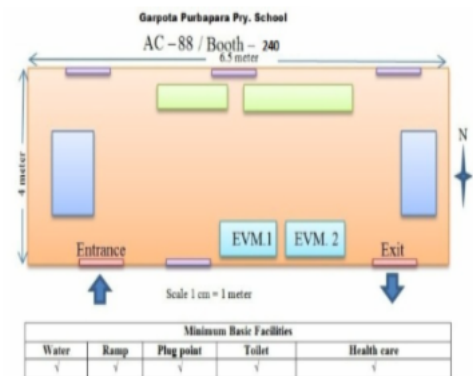 Garpota Purbapara Pry. School
AC – 88 / Booth – 240
6.5 meter
4 meter
N
EVM.1
EVM. 2
Entrance
Exit
Scale 1 cm = 1 meter
Minimum Basic Facilities
Water Ramp Plug point Toilet Health care
√ √ √ √ √